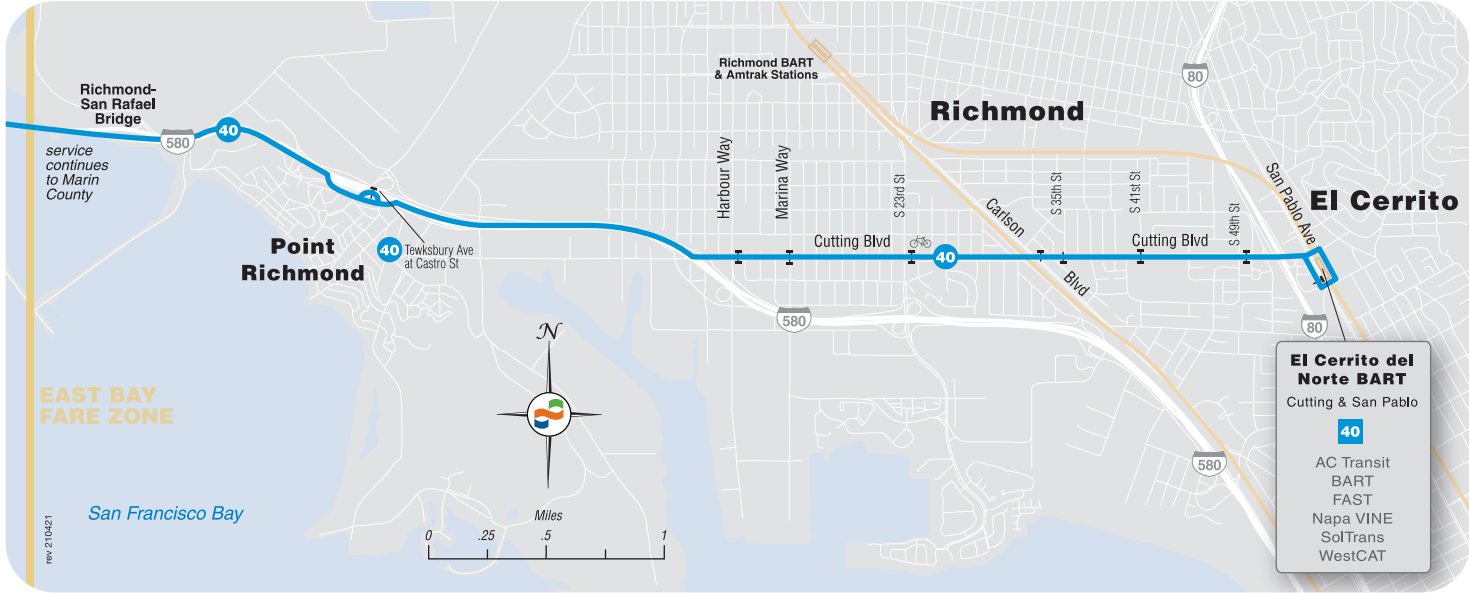 Richmond-
San Rafael
Bridge
580
40
service
continues
to Marin
County
Point
Richmond
40
Tewksbury Ave
at Castro St
Richmond BART
& Amtrak Stations
Richmond
80
Harbour Way
Marina Way
Cutting Blvd
S 23rd St
40
Carlson
Blvd
S 35th St
S 41st St
Cutting Blvd
S 49th St
San Pablo Ave
El Cerrito
580
80
580
EAST BAY
FARE ZONE
San Francisco Bay
rev 210421
N
Miles
0 .25 .5 1
El Cerrito del
Norte BART
Cutting & San Pablo
40
AC Transit
BART
FAST
Napa VINE
SolTrans
WestCAT